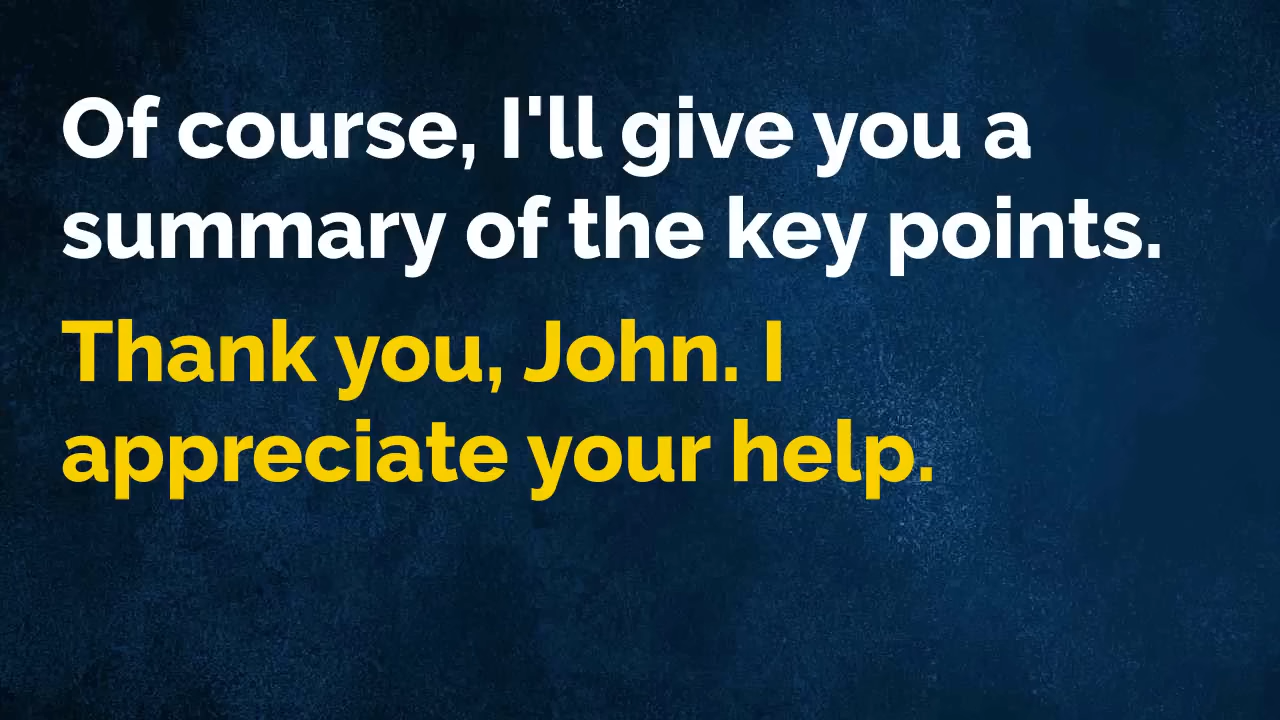 Of course, I'll give you a
summary of the key points.
Thank you, John. I
appreciate your help.